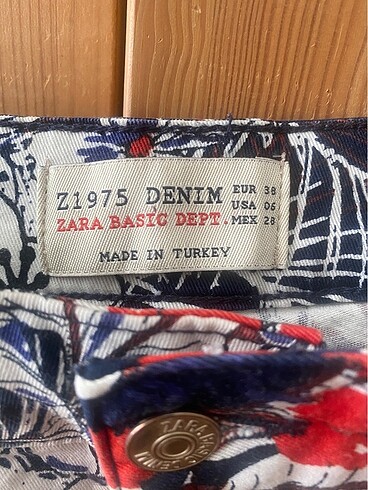 Z1975 DENIM
ZARA BASIC DEPT.
EUR 38
USA 06
MEX 28
MADE IN TURKEY
ZARA